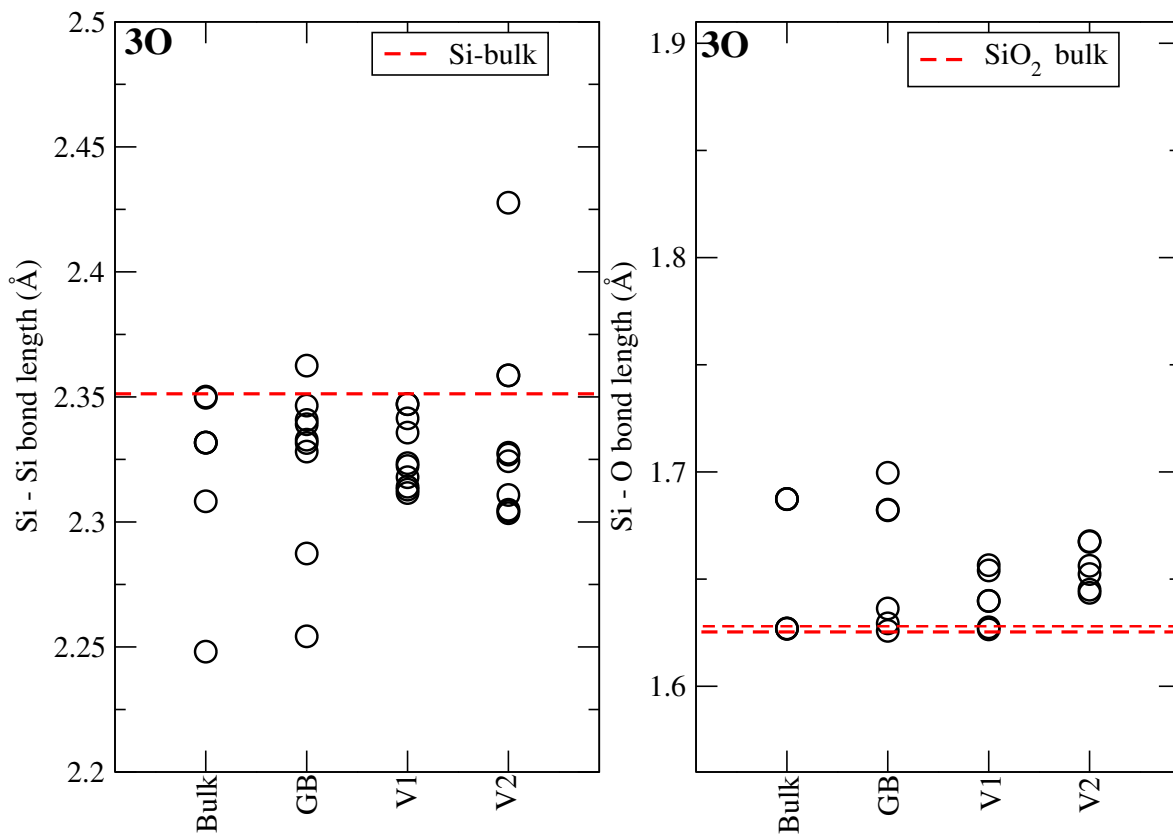 3O
Si-bulk
Si - Si bond length (Å)
2.5
2.45
2.4
2.35
2.3
2.25
2.2
Bulk
GB
V1
V2
3O
SiO2 bulk
Si - O bond length (Å)
1.9
1.8
1.7
1.6
Bulk
GB
V1
V2